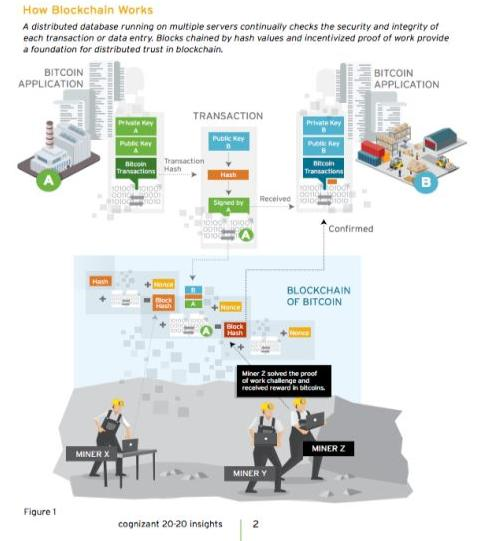 How Blockchain Works
A distributed database running on multiple servers continually checks the security and integrity of
each transaction or data entry. Blocks chained by hash values and incentivized proof of work provide
a foundation for distributed trust in blockchain.
BITCOIN
APPLICATION
BITCOIN
APPLICATION
TRANSACTION
Private Key
A
Public Key
A
Bitcoin
Transactions
A
Transaction
Hash
Public Key
B
Hash
Signed by
A
A
Received
Private Key
B
Public Key
B
Bitcoin
Transactions
B
Confirmed
BLOCKCHAIN
OF BITCOIN
Hash
+
+ Nonce
= Block
Hash
+
B
A
A
+ Nonce
= Block
Hash
+
+ Nonce
Miner Z solved the proof
of work challenge and
received reward in bitcoins.
MINER X
MINER Y
MINER Z
Figure 1
cognizant 20-20 insights
2